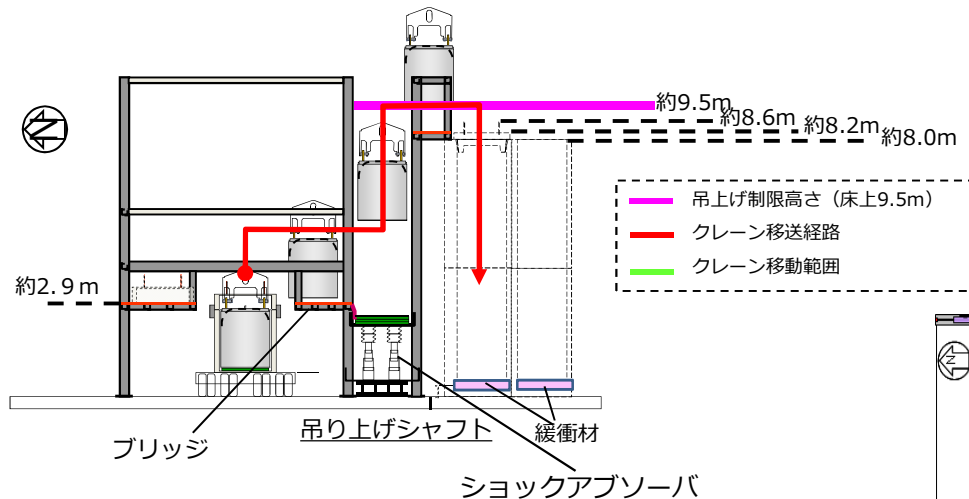 約9.5m
約8.6m
約8.2m
約8.0m
吊上げ制限高さ（床上9.5m）
クレーン移送経路
クレーン移動範囲
約2.9ｍ
ブリッジ
吊り上げシャフト
緩衝材
ショックアブソーバ
N
N